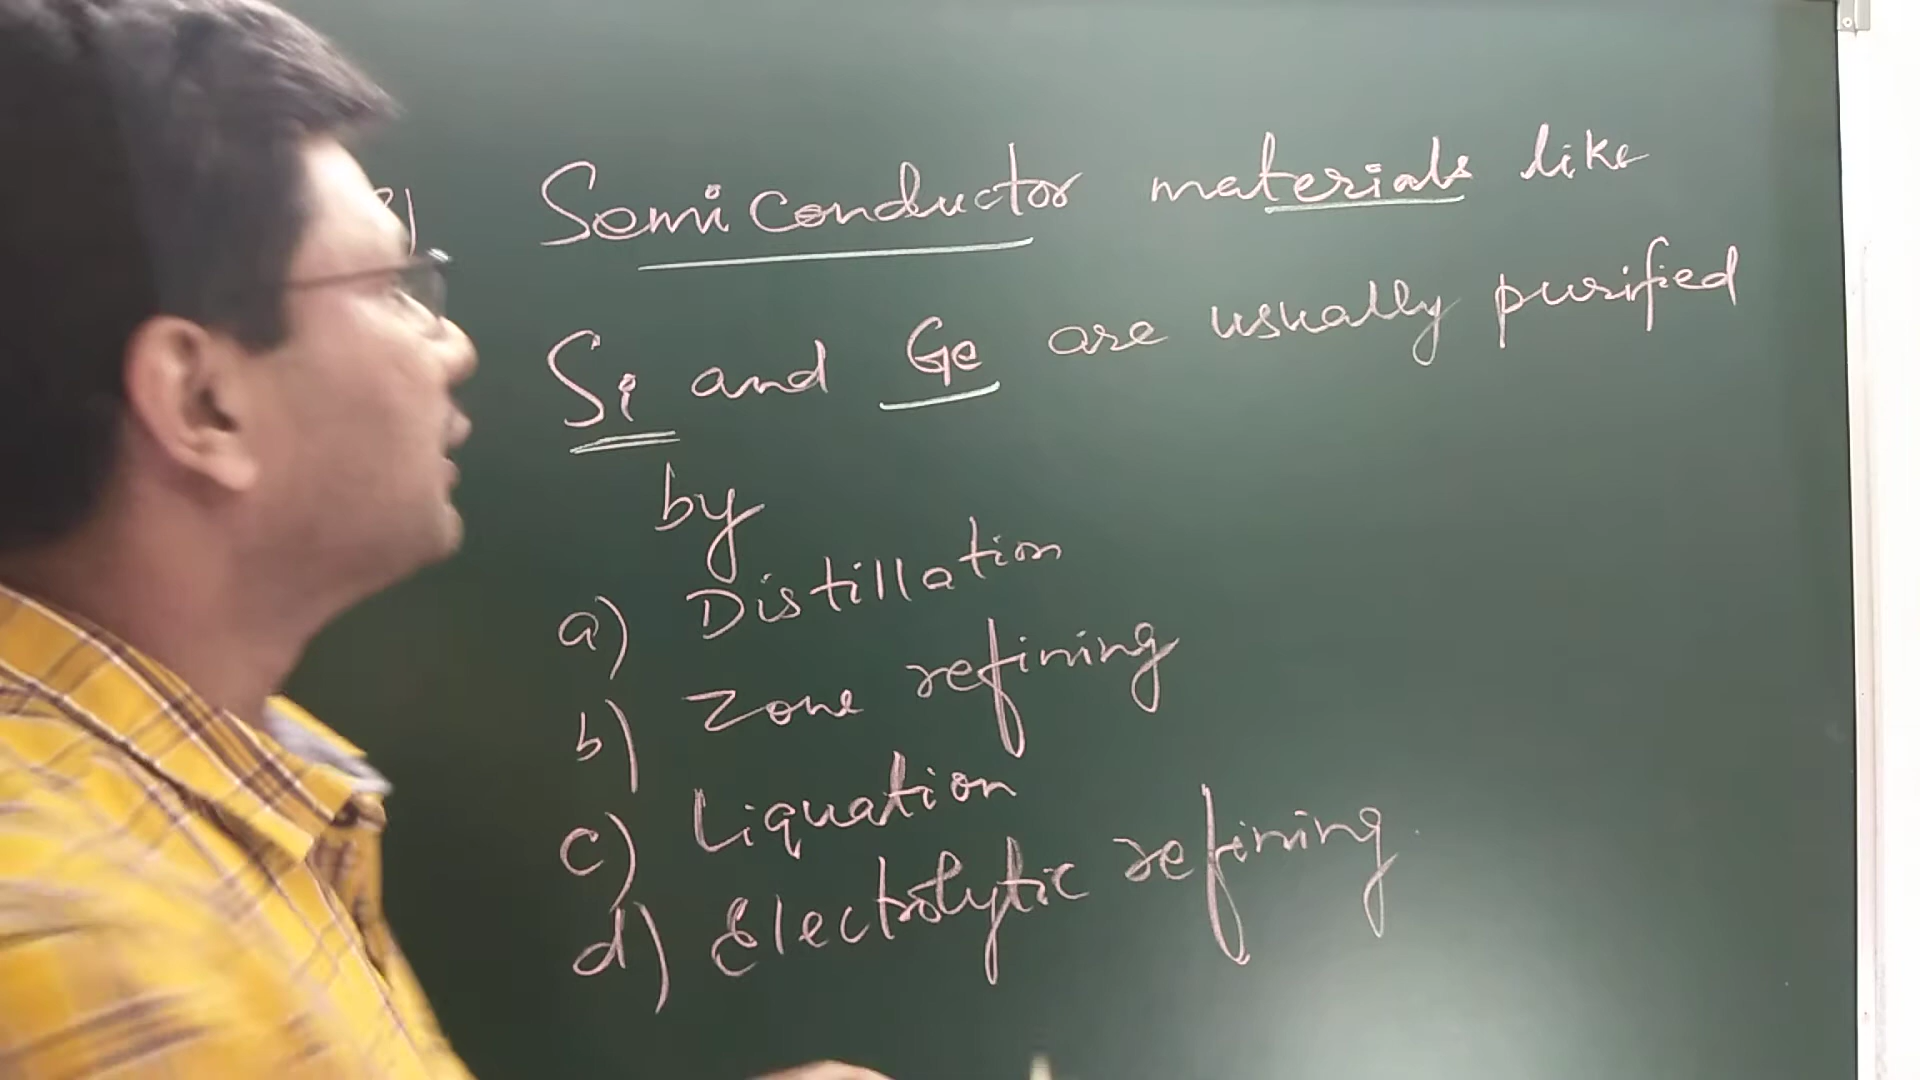 Semiconductor materials like
Si and Ge are usually purified
by
a) Distillation
b) Zone refining
c) Liquation
d) Electrolytic refining.